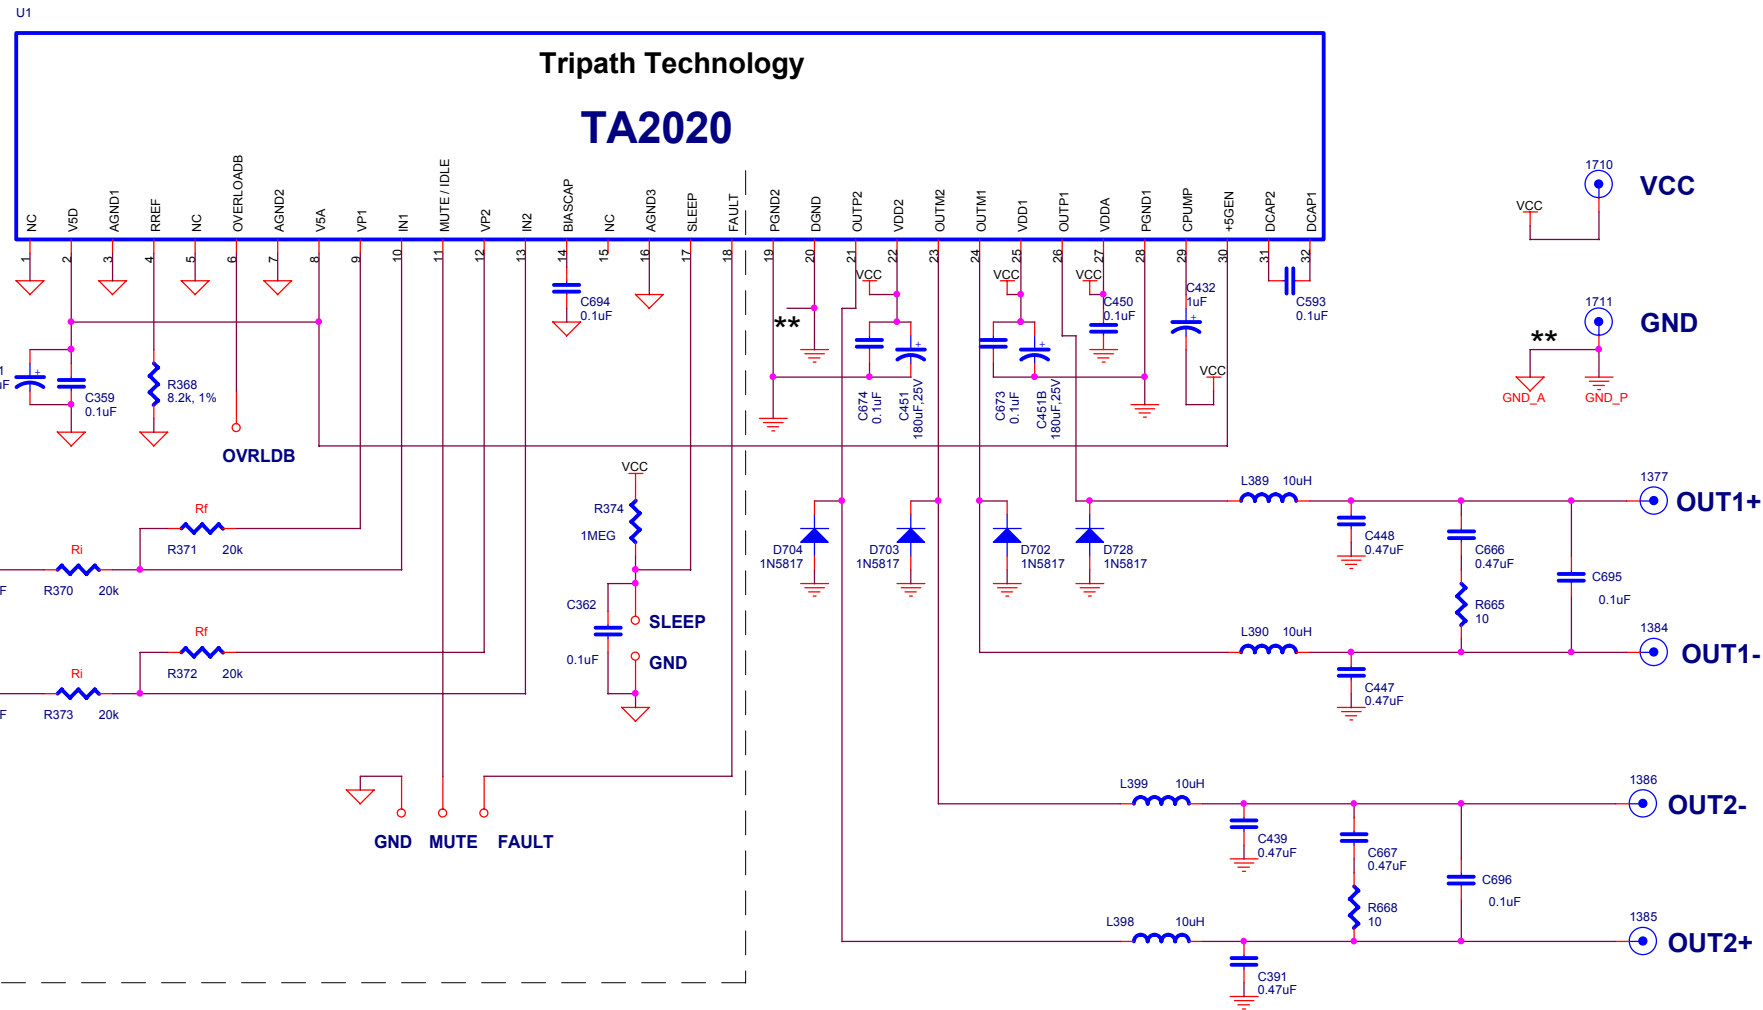 U1
Tripath Technology
TA2020
NC
V5D
AGND1
RREF
NC
OVERLOADB
AGND2
V5A
VP1
IN1
MUTE / IDLE
VP2
IN2
BIASCAP
NC
AGND3
SLEEP
FAULT
PGND2
DGND
OUTP2
VDD2
OUTM2
OUTM1
VDD1
OUTP1
VDDA
PGND1
CPUMP
+5GEN
DCAP2
DCAP1
1
2
3
4
5
6
7
8
9
10
11
12
13
14
15
16
17
18
19
20
21
22
23
24
25
26
27
28
29
30
31
32
1710
VCC
VCC
1711
GND
**
GND_A
GND_P
VCC
VCC
VCC
C432
1uF
+
C450
0.1uF
C593
0.1uF
C694
0.1uF
**
1
uF
+
C359
0.1uF
R368
8.2k, 1%
OVRLDB
C674
0.1uF
+
C451
180uF,25V
C673
0.1uF
+
C451B
180uF,25V
VCC
VCC
R374
1MEG
C362
0.1uF
SLEEP
GND
Rf
R371
20k
Ri
F
R370
20k
Rf
R372
20k
Ri
F
R373
20k
D704
1N5817
D703
1N5817
D702
1N5817
D728
1N5817
L389
10uH
1377
OUT1+
C448
0.47uF
C666
0.47uF
C695
0.1uF
R665
10
L390
10uH
1384
OUT1-
C447
0.47uF
GND
MUTE
FAULT
L399
10uH
1386
OUT2-
C439
0.47uF
C667
0.47uF
C696
0.1uF
R668
10
L398
10uH
1385
OUT2+
C391
0.47uF